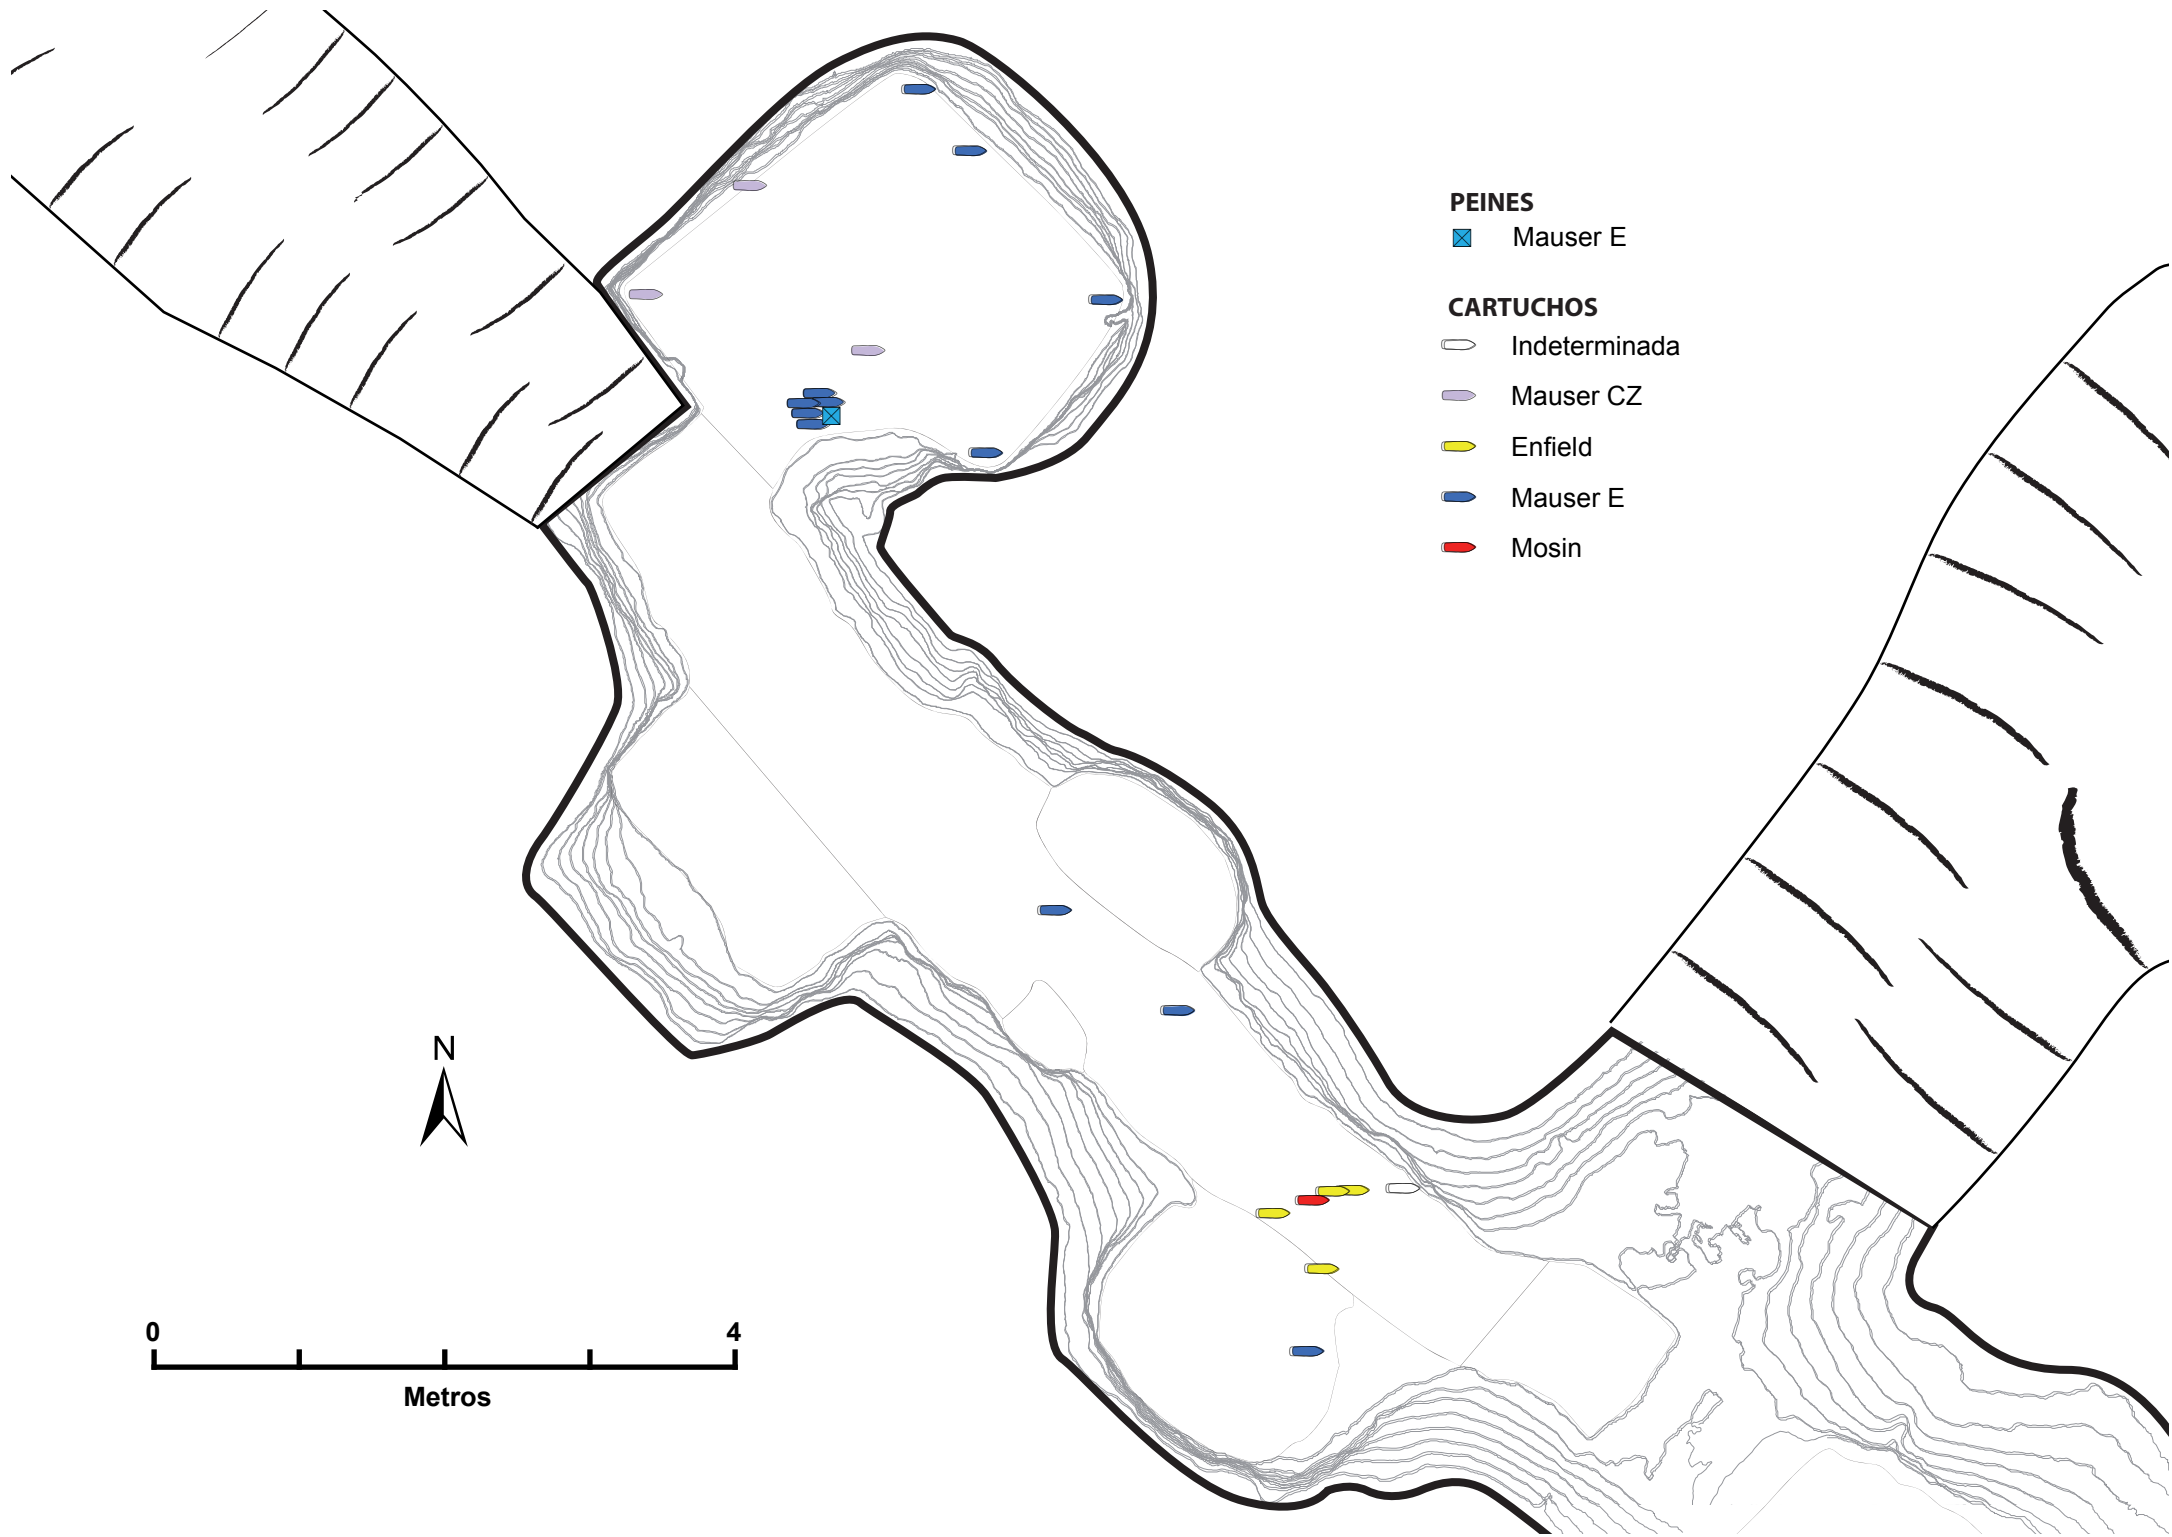 PEINES
Mauser E
CARTUCHOS
Indeterminada
Mauser CZ
Enfield
Mauser E
Mosin
N
0 4
Metros